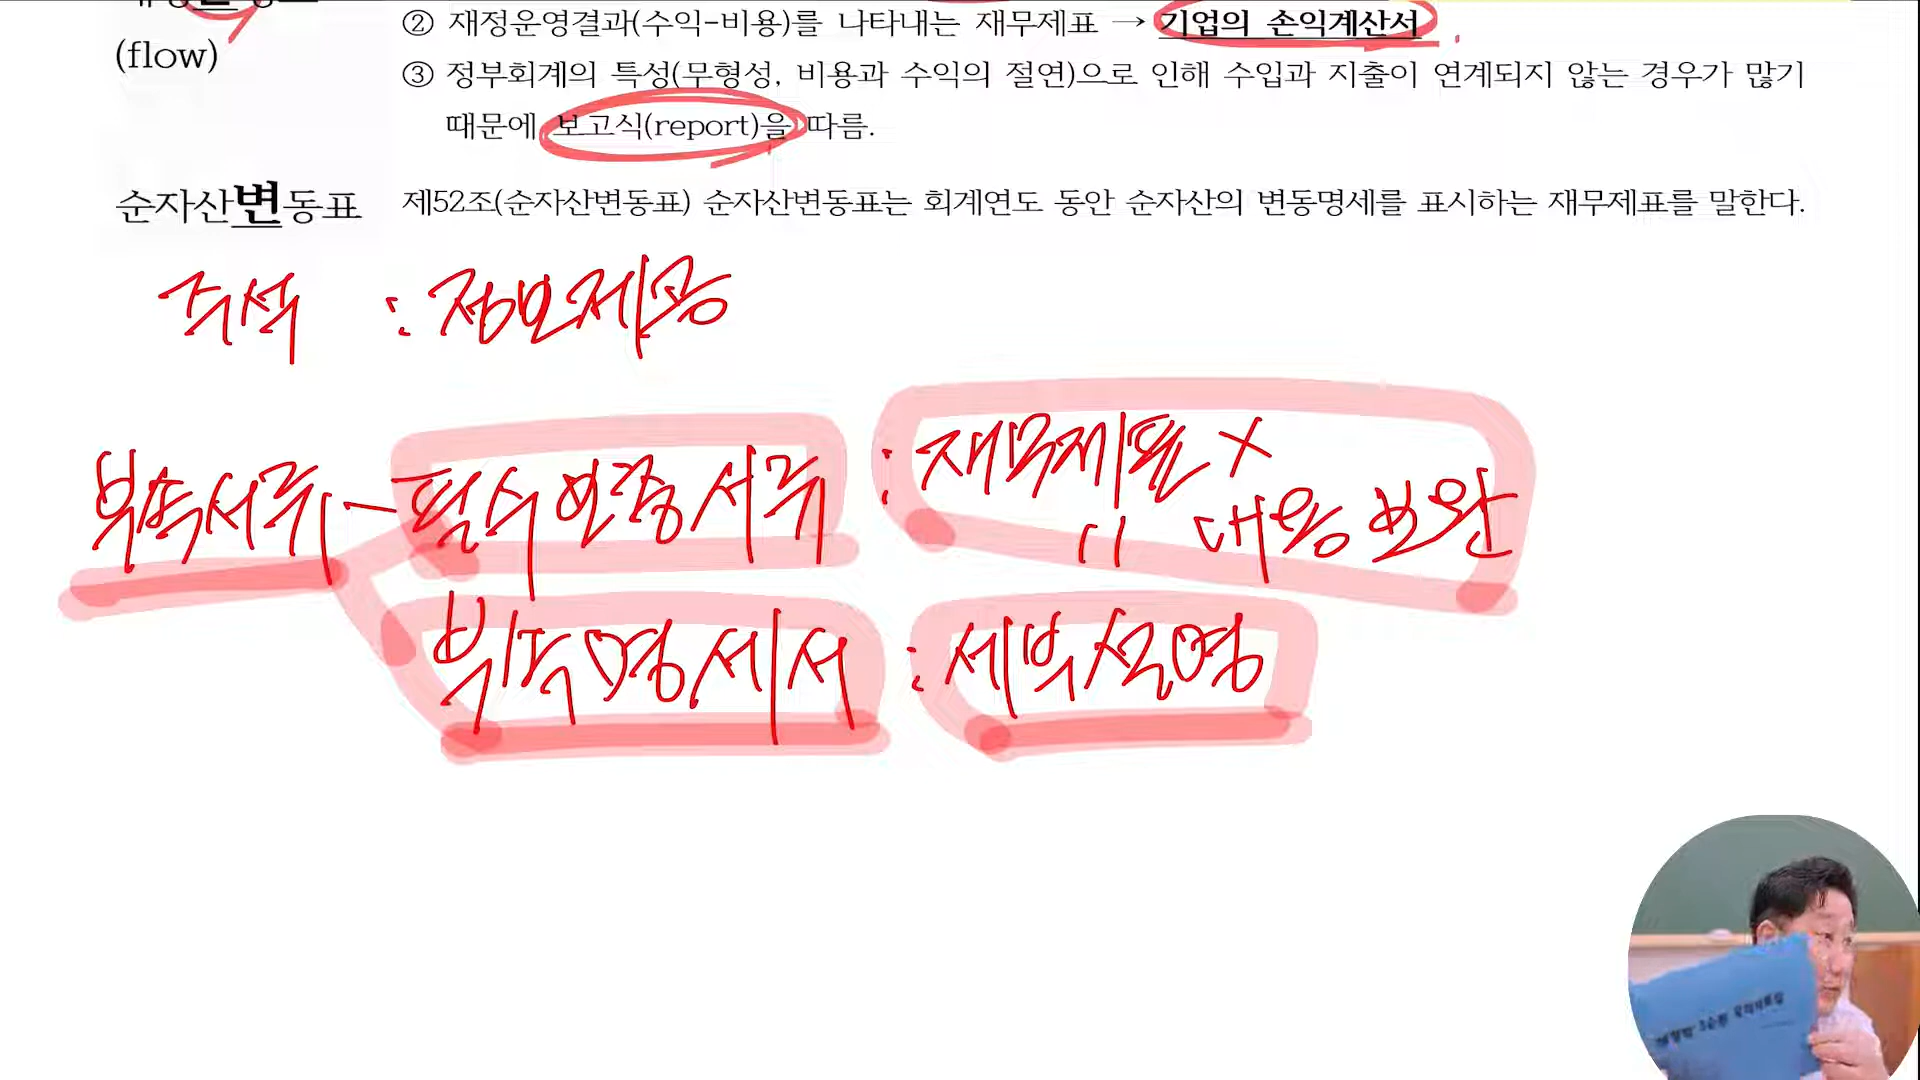 ② 재정운영결과(수익-비용)를 나타내는 재무제표 → 기업의 손익계산서
(flow)
③ 정부회계의 특성(무형성, 비용과 수익의 절연)으로 인해 수입과 지출이 연계되지 않는 경우가 많기
때문에 보고식(report)을 따름.
순자산변동표 제52조(순자산변동표) 순자산변동표는 회계연도 동안 순자산의 변동명세를 표시하는 재무제표를 말한다.
주석 : 정보제공
부속서류 - 필수보충서류 : 재무제표 X
〃 내용 보완
부속명세서 : 세부설명